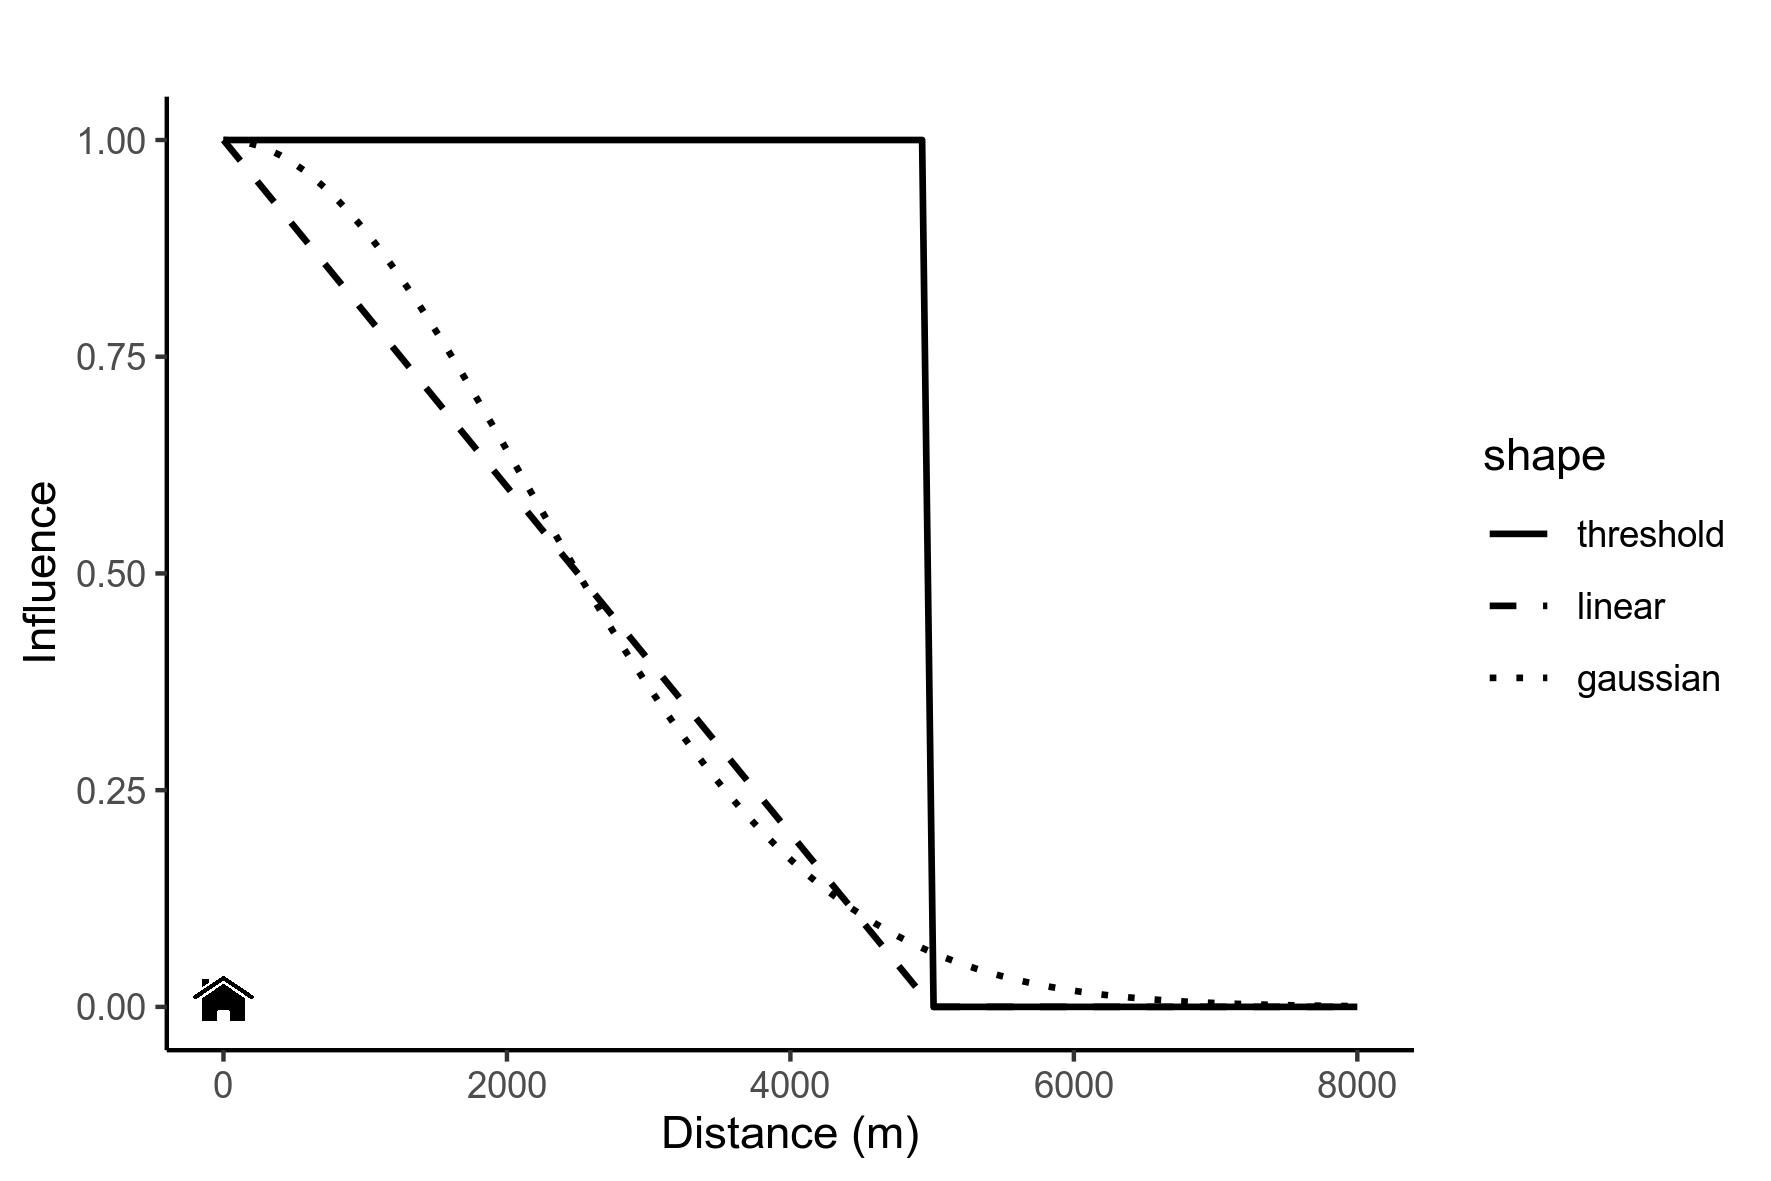 1.00
0.75
0.50
0.25
0.00
Influence
0 2000 4000 6000 8000
Distance (m)
shape
threshold
linear
gaussian